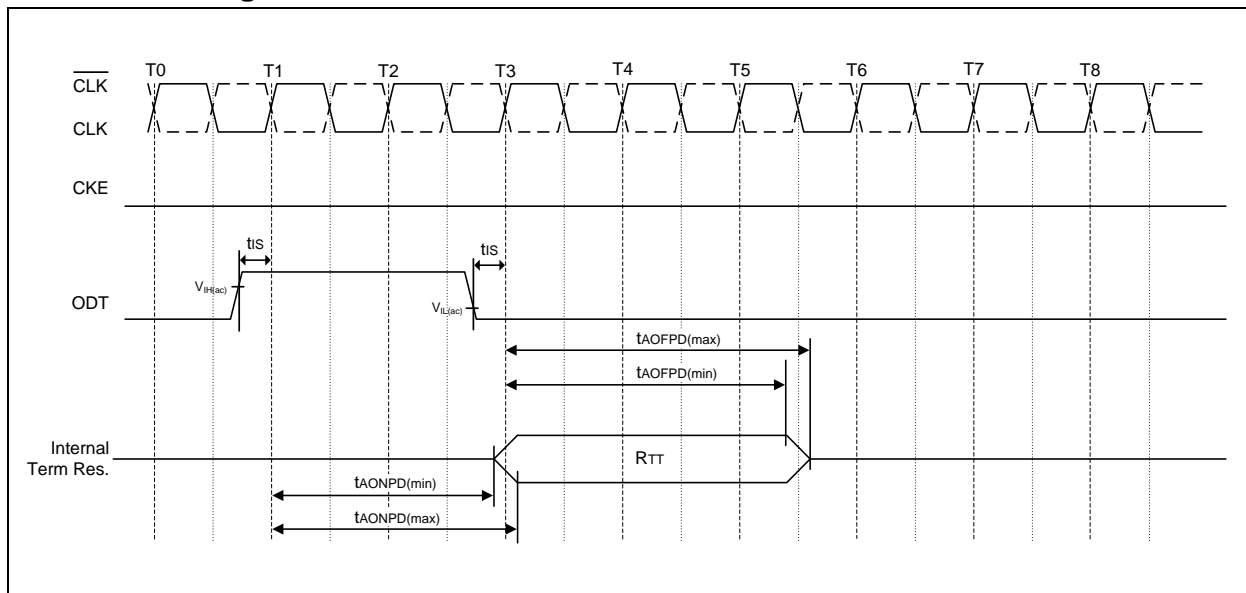 g
T0 T1 T2 T3 T4 T5 T6 T7 T8
CLK
CLK
CKE
tIS
tIS
VIH(ac)
ODT
VIL(ac)
tAOFPD(max)
tAOFPD(min)
Internal
Term Res.
RTT
tAONPD(min)
tAONPD(max)